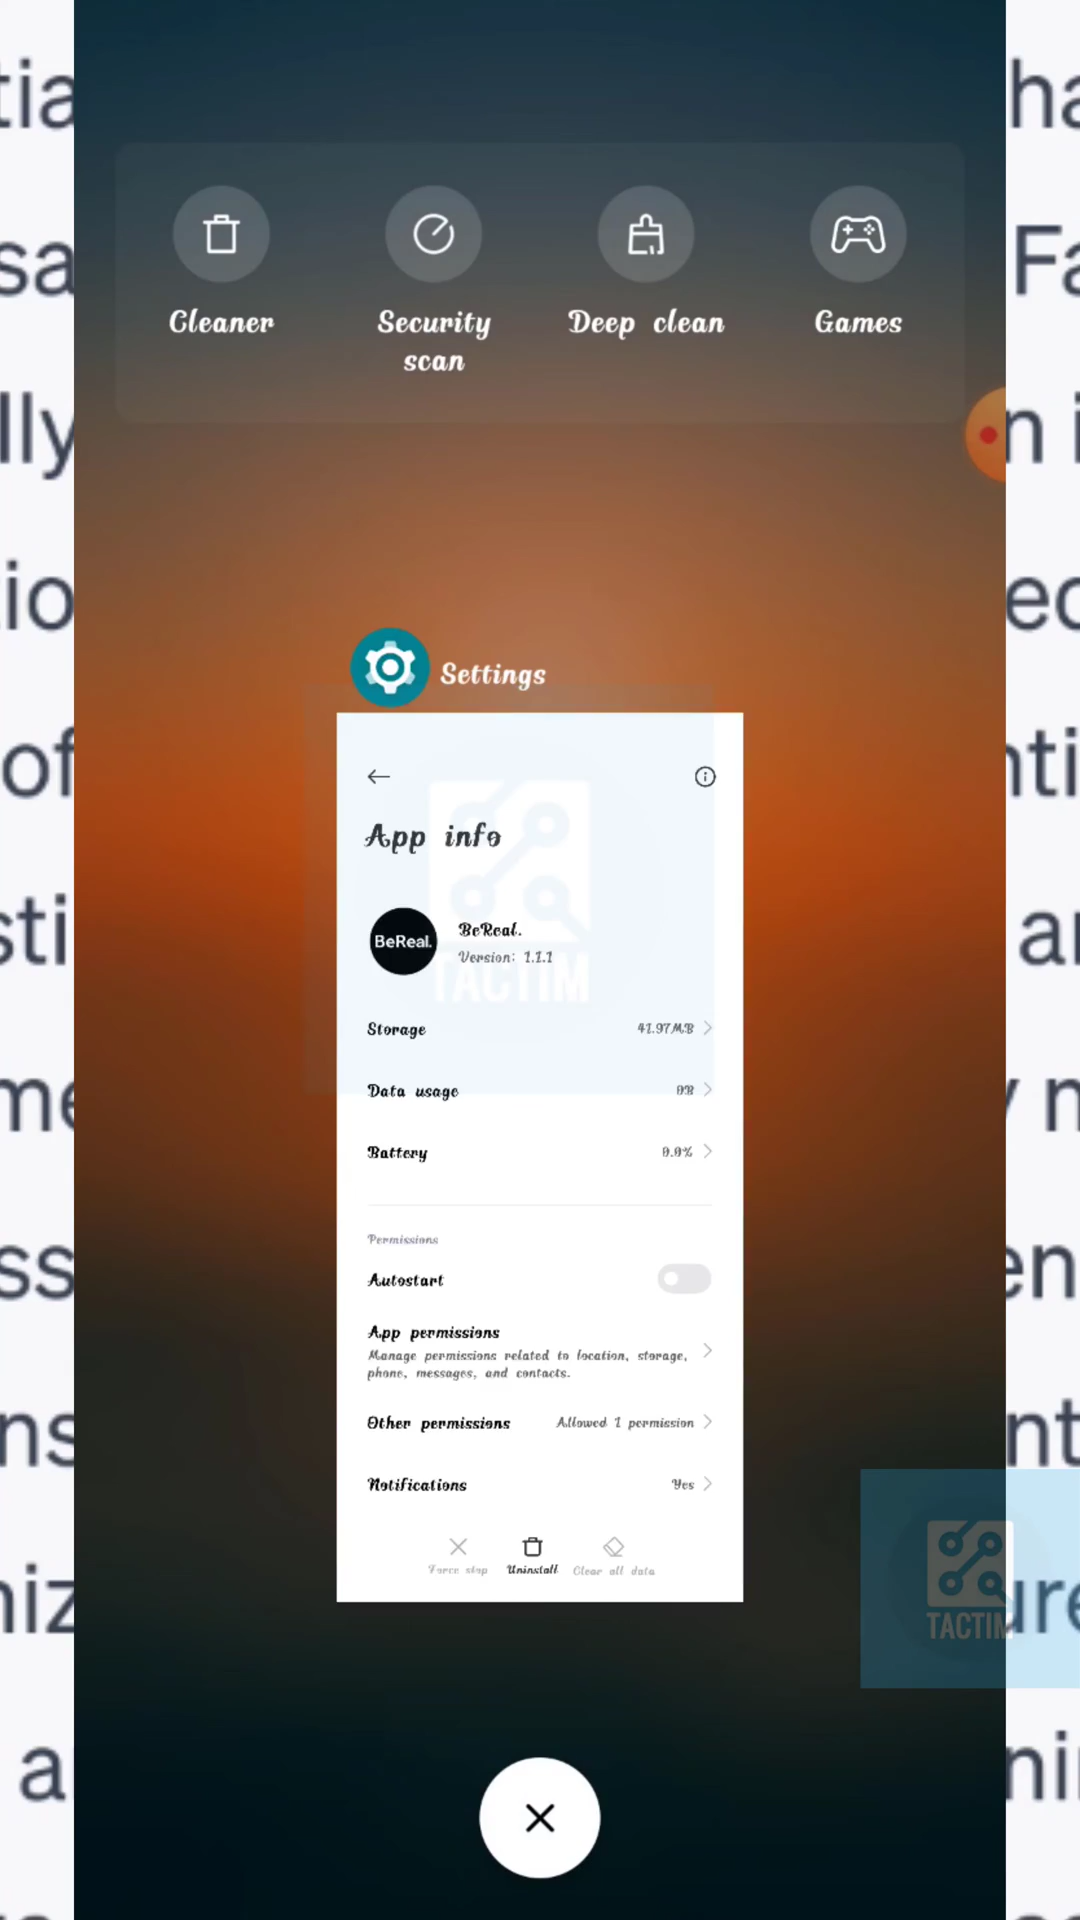 Cleaner
Security
scan
Deep clean
Games
Settings
App info
BeReal.
BeReal.
Version: 1.1.1
TACTIM
Storage
41.97MB
Data usage
0B
Battery
0.0%
Permissions
Autostart
App permissions
Manage permissions related to location, storage,
phone, messages, and contacts.
Other permissions
Allowed 1 permission
Notifications
Yes
Force stop
Uninstall
Clear all data
TACTIM